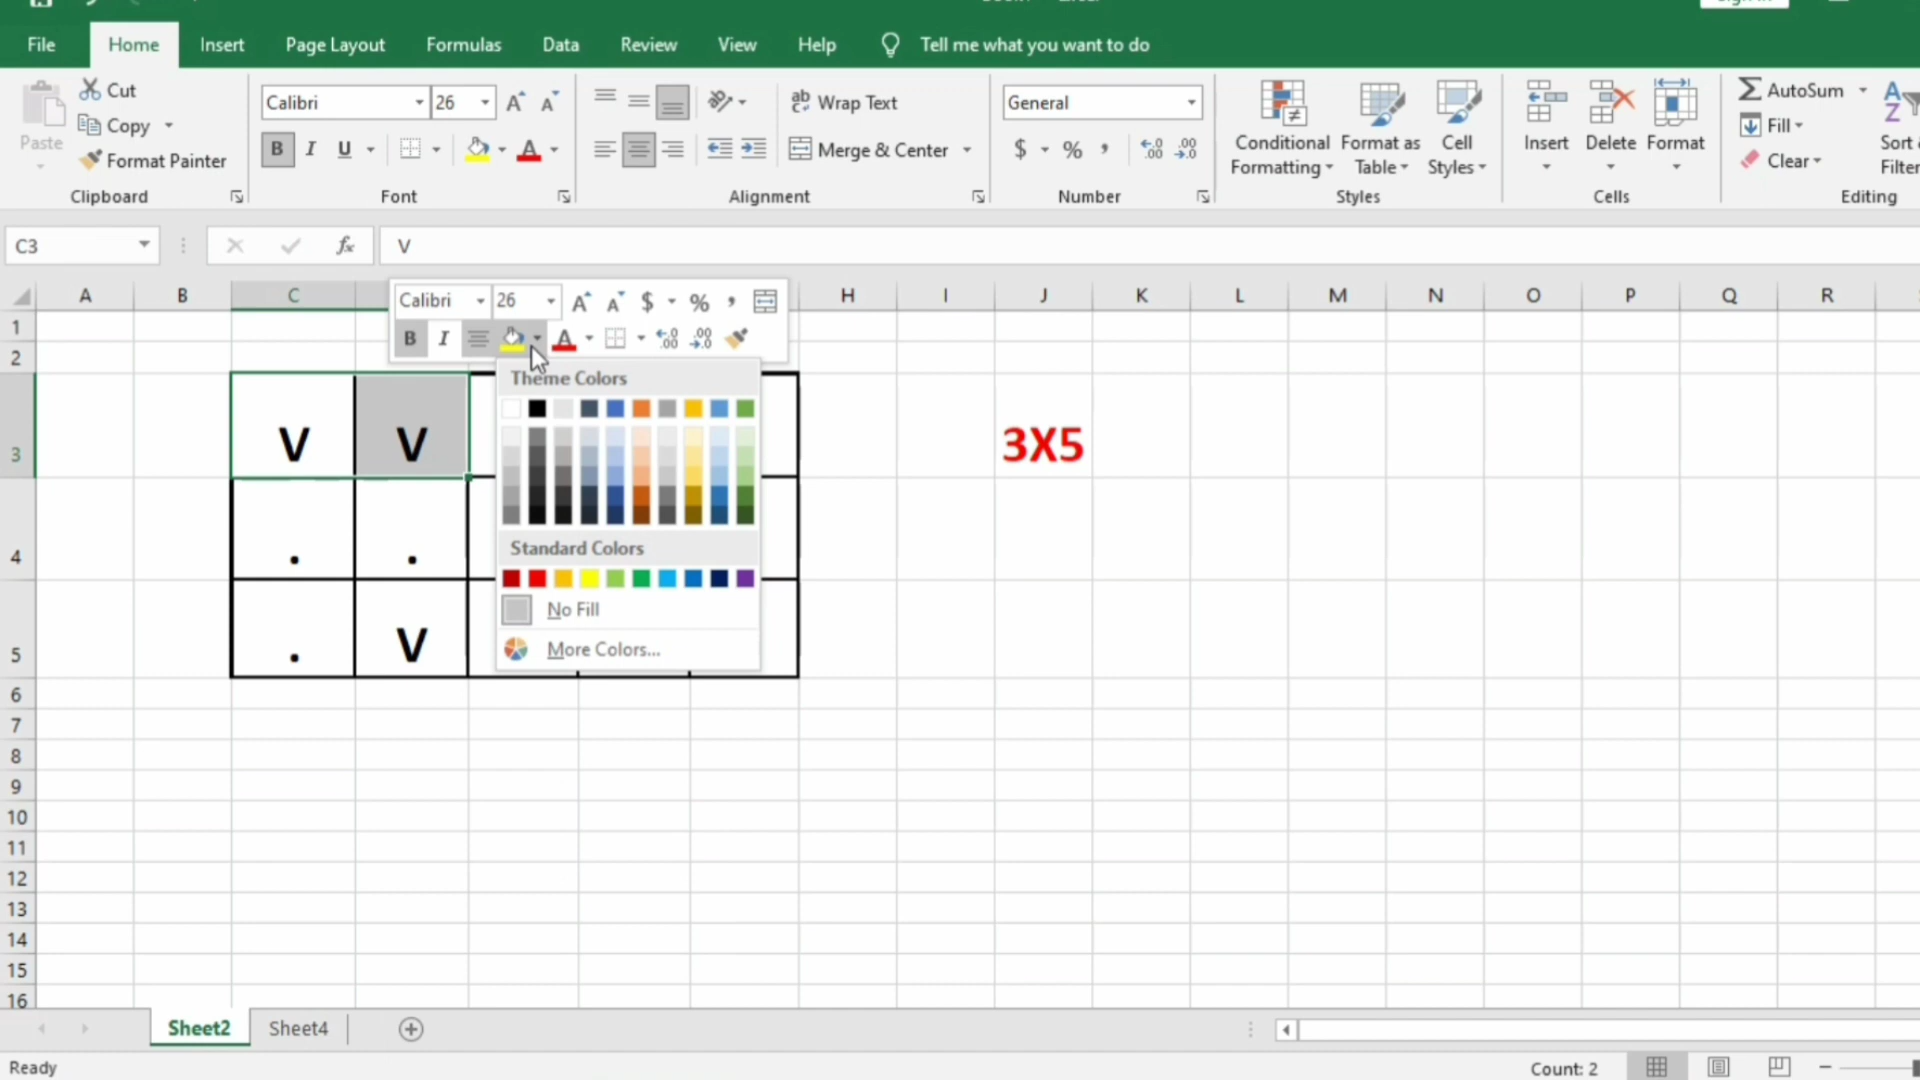 File Home Insert Page Layout Formulas Data Review View Help Tell me what you want to do
Cut
Copy
Format Painter
Paste
Clipboard
Calibri 26
B I U
Font
Wrap Text
Merge & Center
Alignment
General
$ % ,
Number
Conditional Formatting
Format as Table
Cell Styles
Styles
Insert Delete Format
Cells
AutoSum
Fill
Clear
Sort
Filter
Editing
C3 fx V
Calibri 26 $ % ,
B I
A B C H I J K L M N O P Q R
1
2
3 V V 3X5
4 . .
5 . V
6
7
8
9
10
11
12
13
14
15
16
Theme Colors
Standard Colors
No Fill
More Colors...
Sheet2 Sheet4
Ready Count: 2